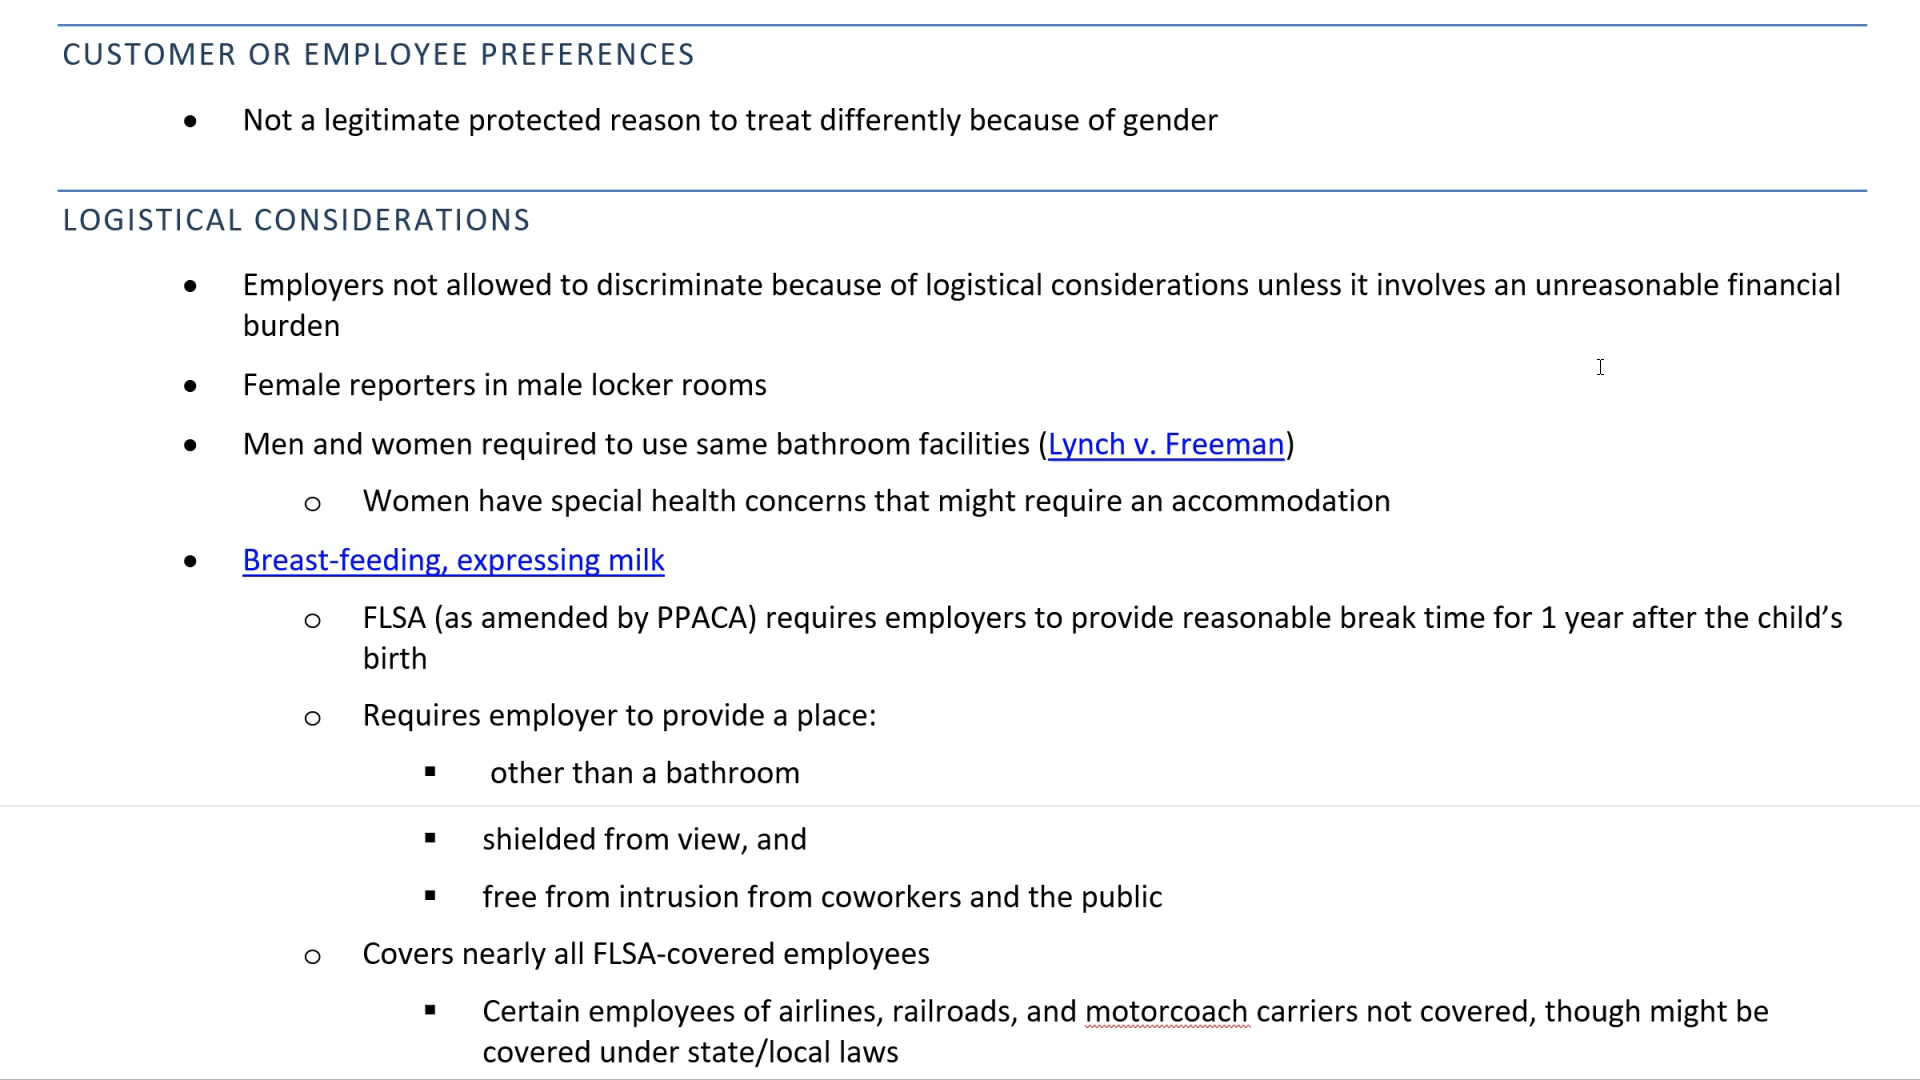 CUSTOMER OR EMPLOYEE PREFERENCES
• Not a legitimate protected reason to treat differently because of gender
LOGISTICAL CONSIDERATIONS
• Employers not allowed to discriminate because of logistical considerations unless it involves an unreasonable financial
burden
• Female reporters in male locker rooms
• Men and women required to use same bathroom facilities (Lynch v. Freeman)
o Women have special health concerns that might require an accommodation
• Breast-feeding, expressing milk
o FLSA (as amended by PPACA) requires employers to provide reasonable break time for 1 year after the child’s
birth
o Requires employer to provide a place:
▪ other than a bathroom
▪ shielded from view, and
▪ free from intrusion from coworkers and the public
o Covers nearly all FLSA-covered employees
▪ Certain employees of airlines, railroads, and motorcoach carriers not covered, though might be
covered under state/local laws